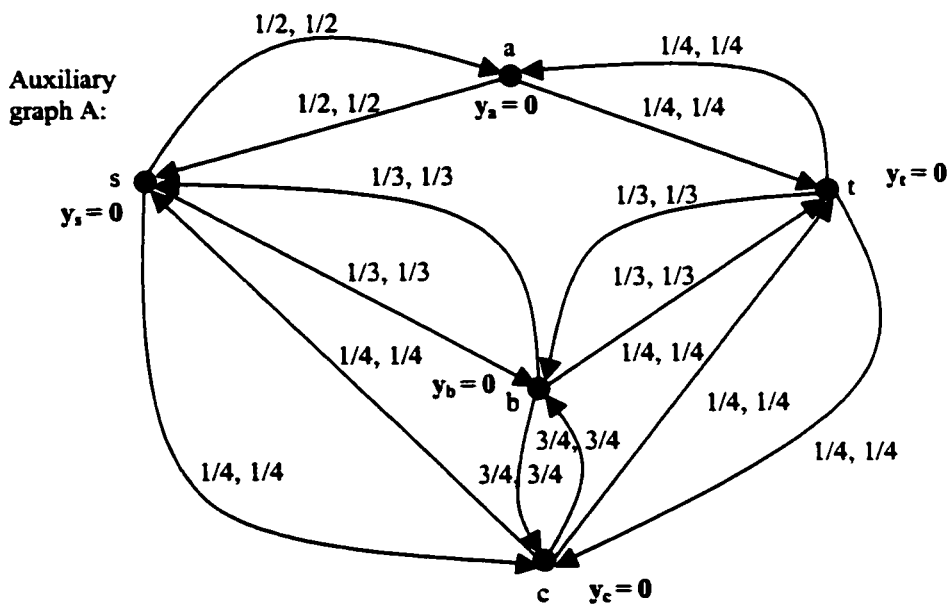 1/2, 1/2
a
1/4, 1/4
Auxiliary
graph A:
1/2, 1/2
yₐ = 0
1/4, 1/4
s
1/3, 1/3
1/3, 1/3
t
yₜ = 0
yₛ = 0
1/3, 1/3
1/3, 1/3
1/4, 1/4
1/4, 1/4
y_b = 0
b
1/4, 1/4
3/4, 3/4
1/4, 1/4
1/4, 1/4
3/4, 3/4
c
y_c = 0